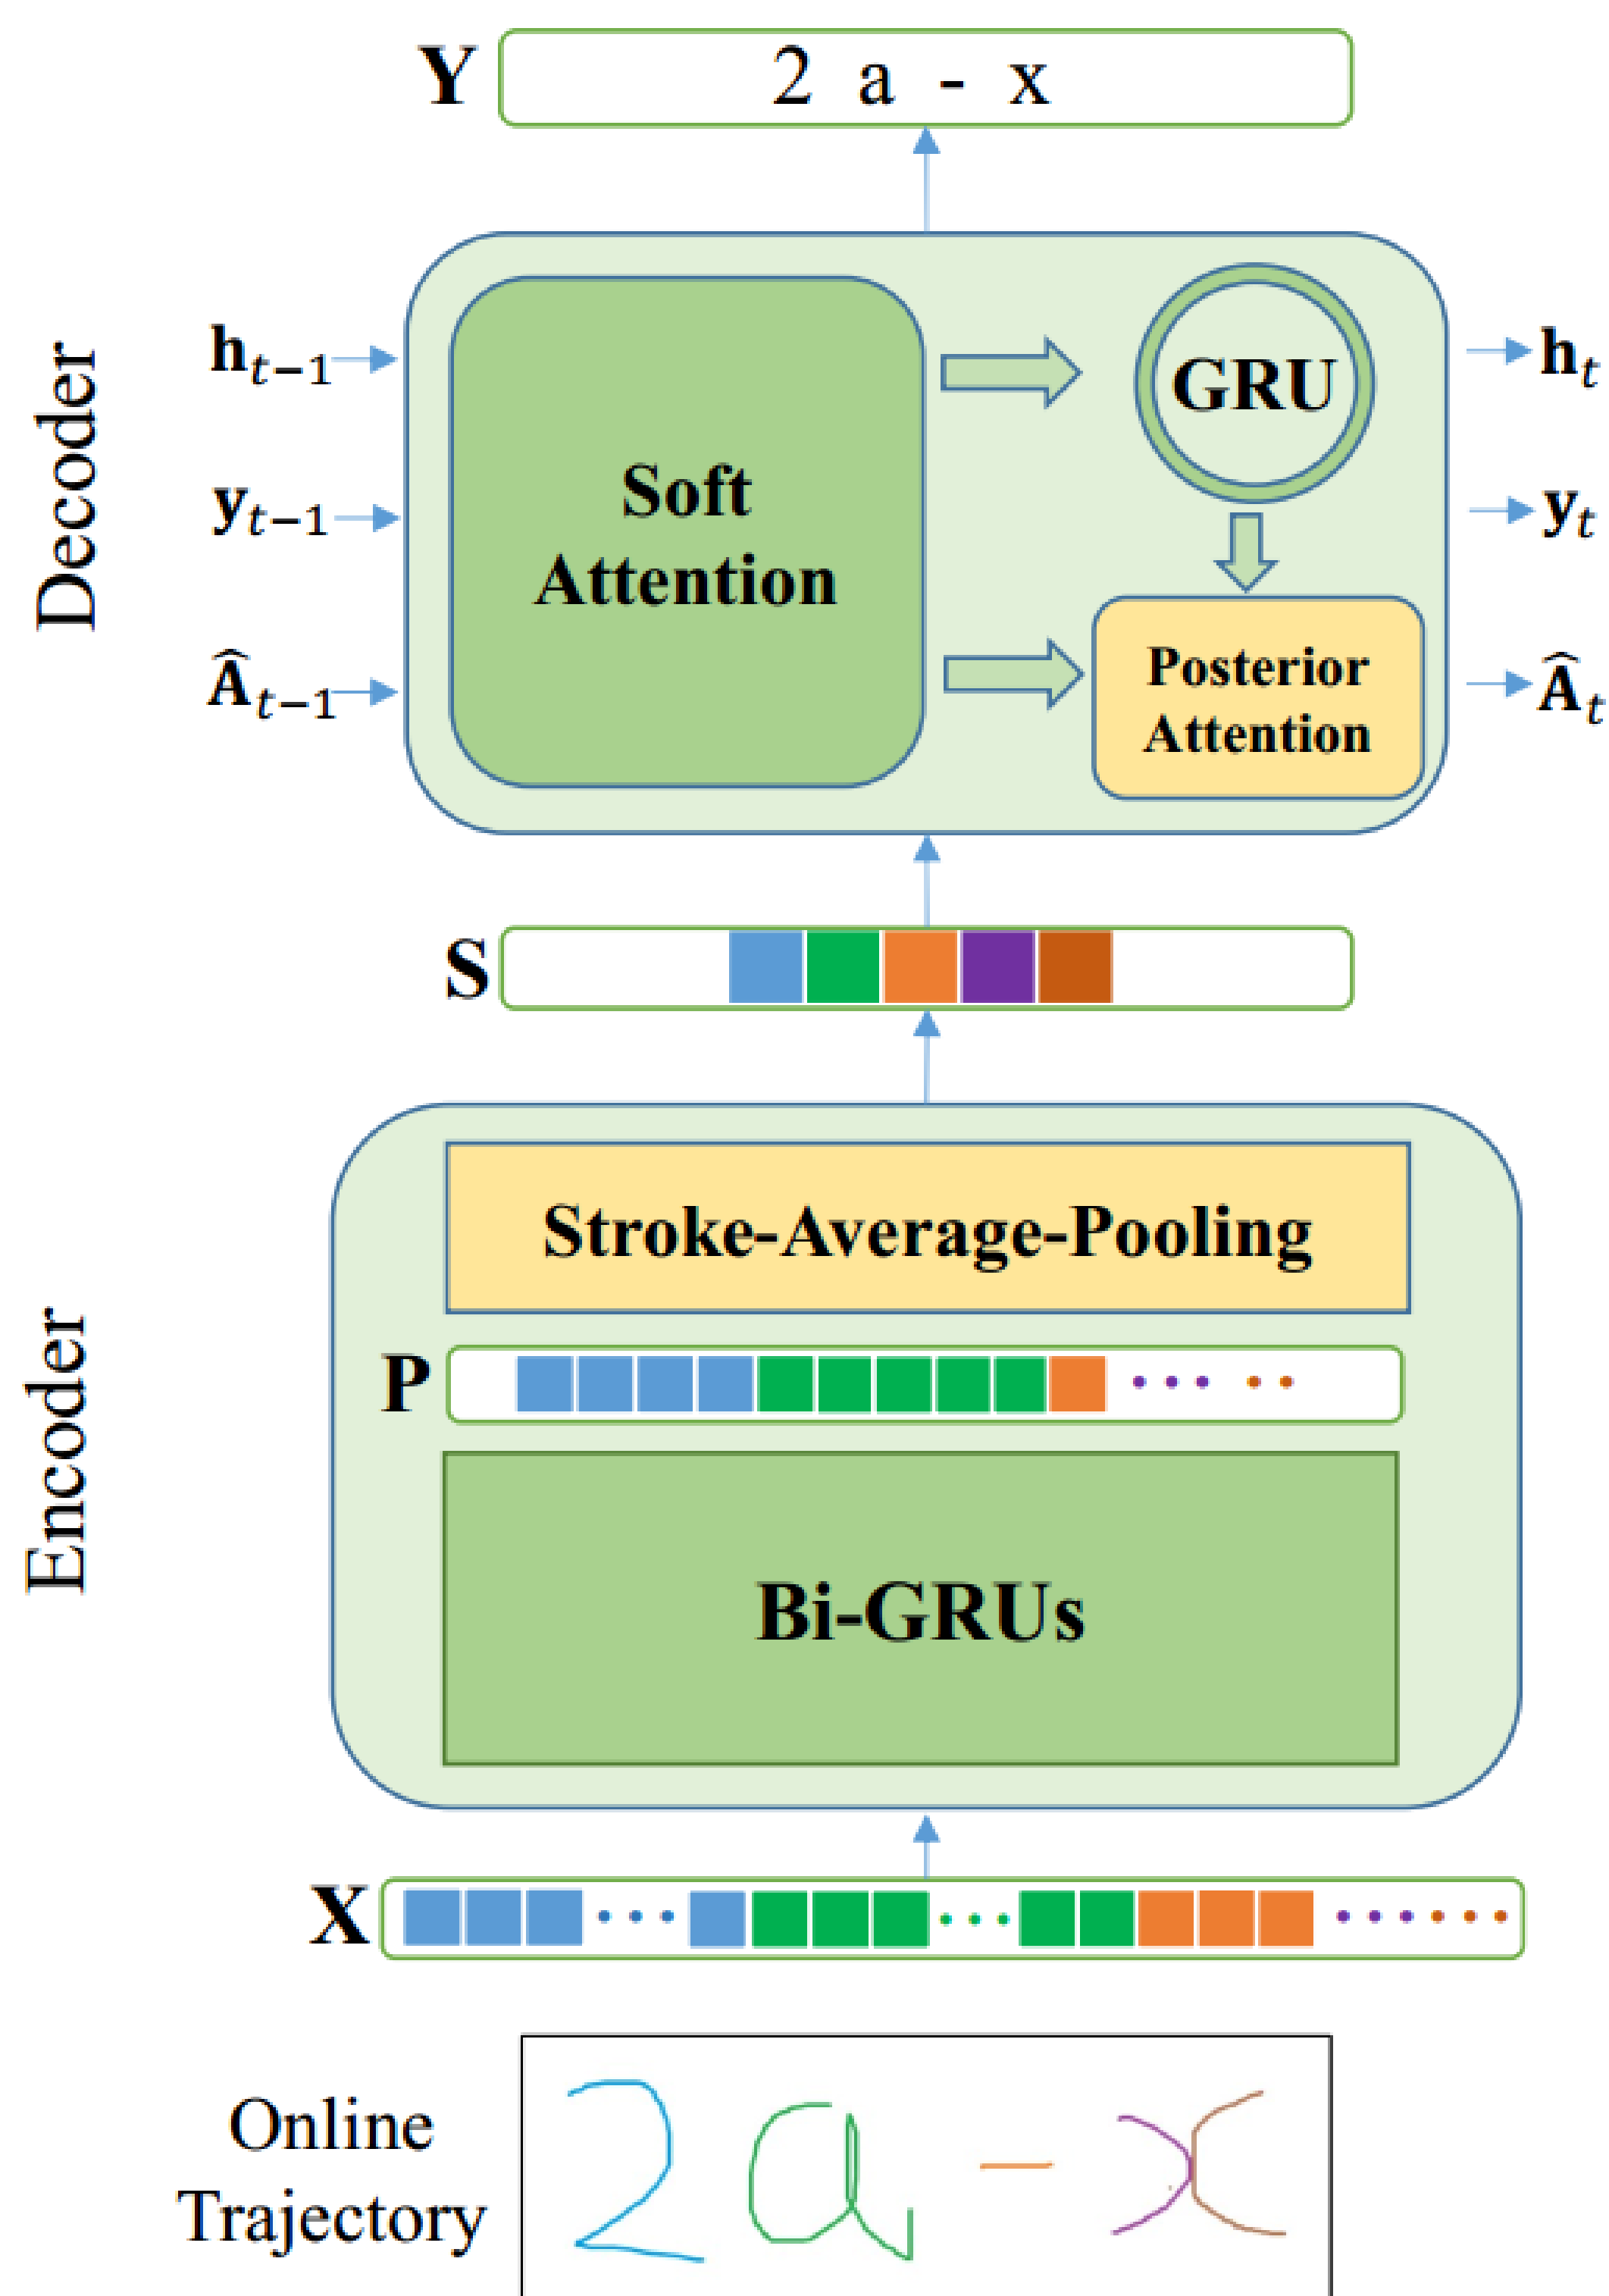 Y 2 a - x
Decoder
h_{t-1}
y_{t-1}
Â_{t-1}
Soft
Attention
GRU
Posterior
Attention
h_t
y_t
Â_t
S
Encoder
Stroke-Average-Pooling
P
Bi-GRUs
X
Online
Trajectory
2 a - x